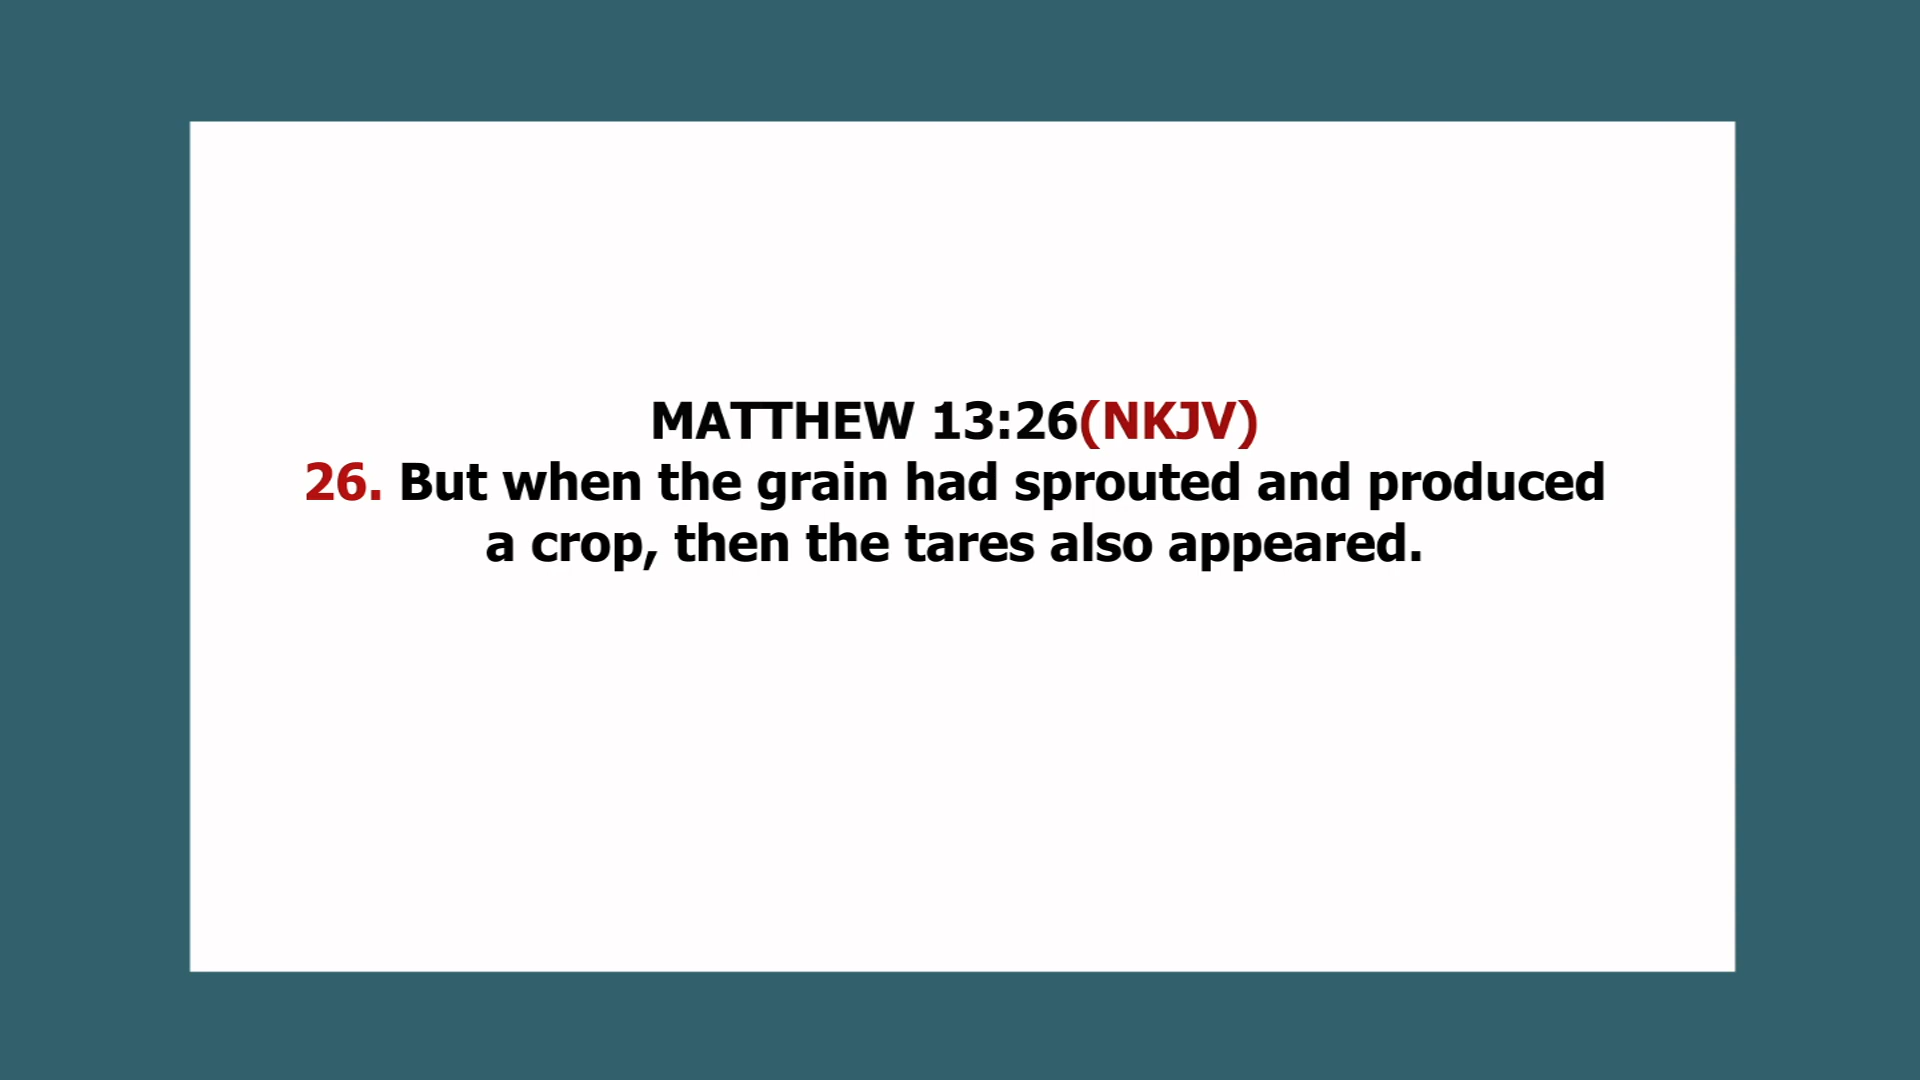 MATTHEW 13:26(NKJV)
26. But when the grain had sprouted and produced
a crop, then the tares also appeared.